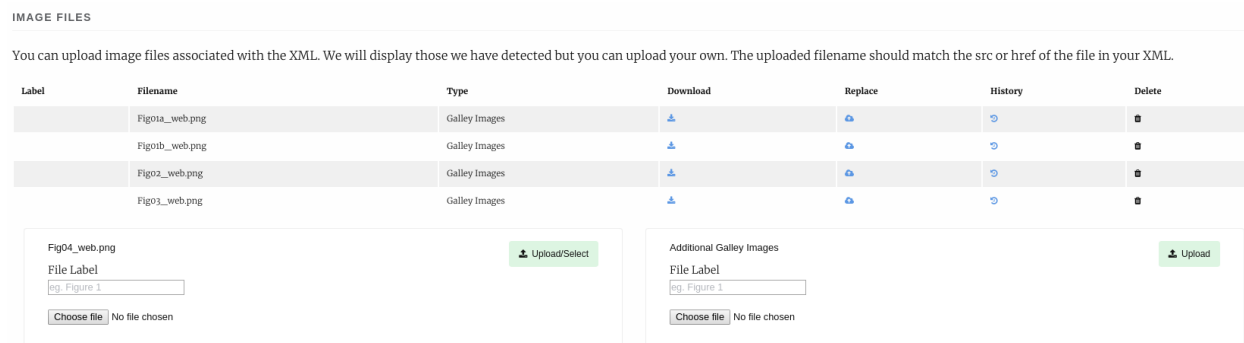 IMAGE FILES
You can upload image files associated with the XML. We will display those we have detected but you can upload your own. The uploaded filename should match the src or href of the file in your XML.
Label Filename Type Download Replace History Delete
Fig01a_web.png Galley Images
Fig01b_web.png Galley Images
Fig02_web.png Galley Images
Fig03_web.png Galley Images
Fig04_web.png Upload/Select
File Label
eg. Figure 1
Choose file No file chosen
Additional Galley Images Upload
File Label
eg. Figure 1
Choose file No file chosen